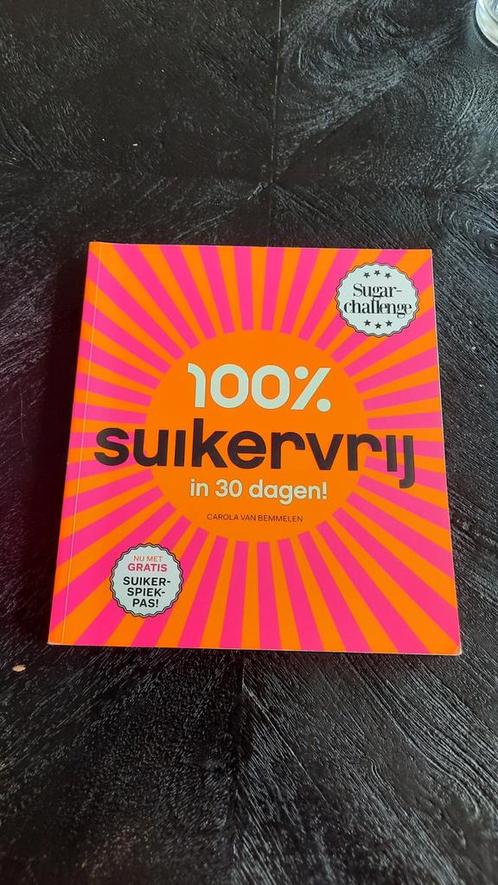 Sugar-
challenge
100%
suikervrij
in 30 dagen!
CAROLA VAN BEMMELEN
NU MET
GRATIS
SUIKER-
SPIEK-
PAS!